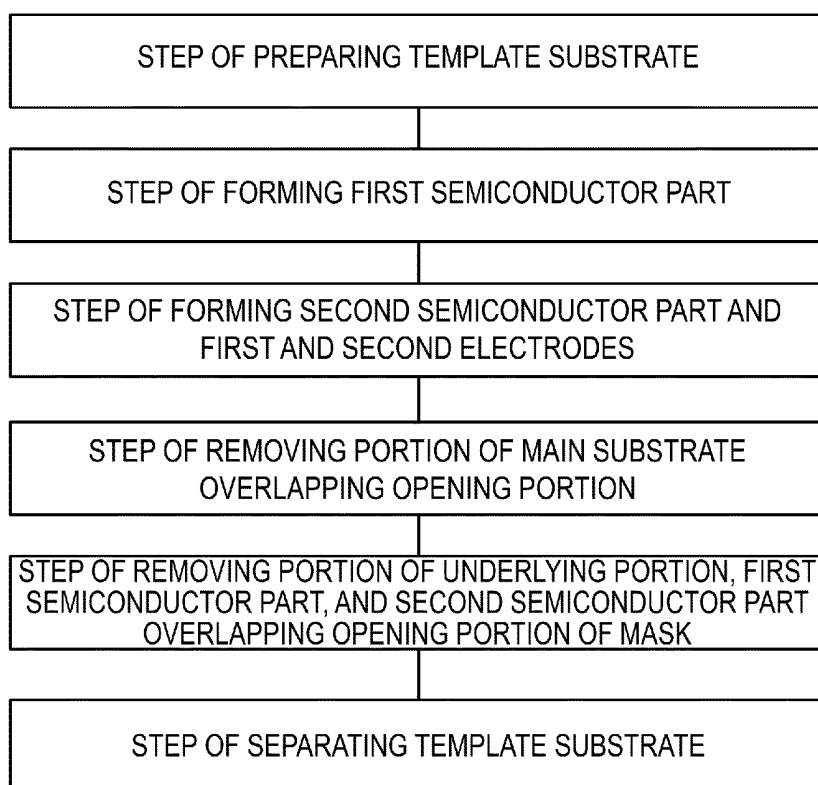 STEP OF PREPARING TEMPLATE SUBSTRATE
STEP OF FORMING FIRST SEMICONDUCTOR PART
STEP OF FORMING SECOND SEMICONDUCTOR PART AND
FIRST AND SECOND ELECTRODES
STEP OF REMOVING PORTION OF MAIN SUBSTRATE
OVERLAPPING OPENING PORTION
STEP OF REMOVING PORTION OF UNDERLYING PORTION, FIRST
SEMICONDUCTOR PART, AND SECOND SEMICONDUCTOR PART
OVERLAPPING OPENING PORTION OF MASK
STEP OF SEPARATING TEMPLATE SUBSTRATE